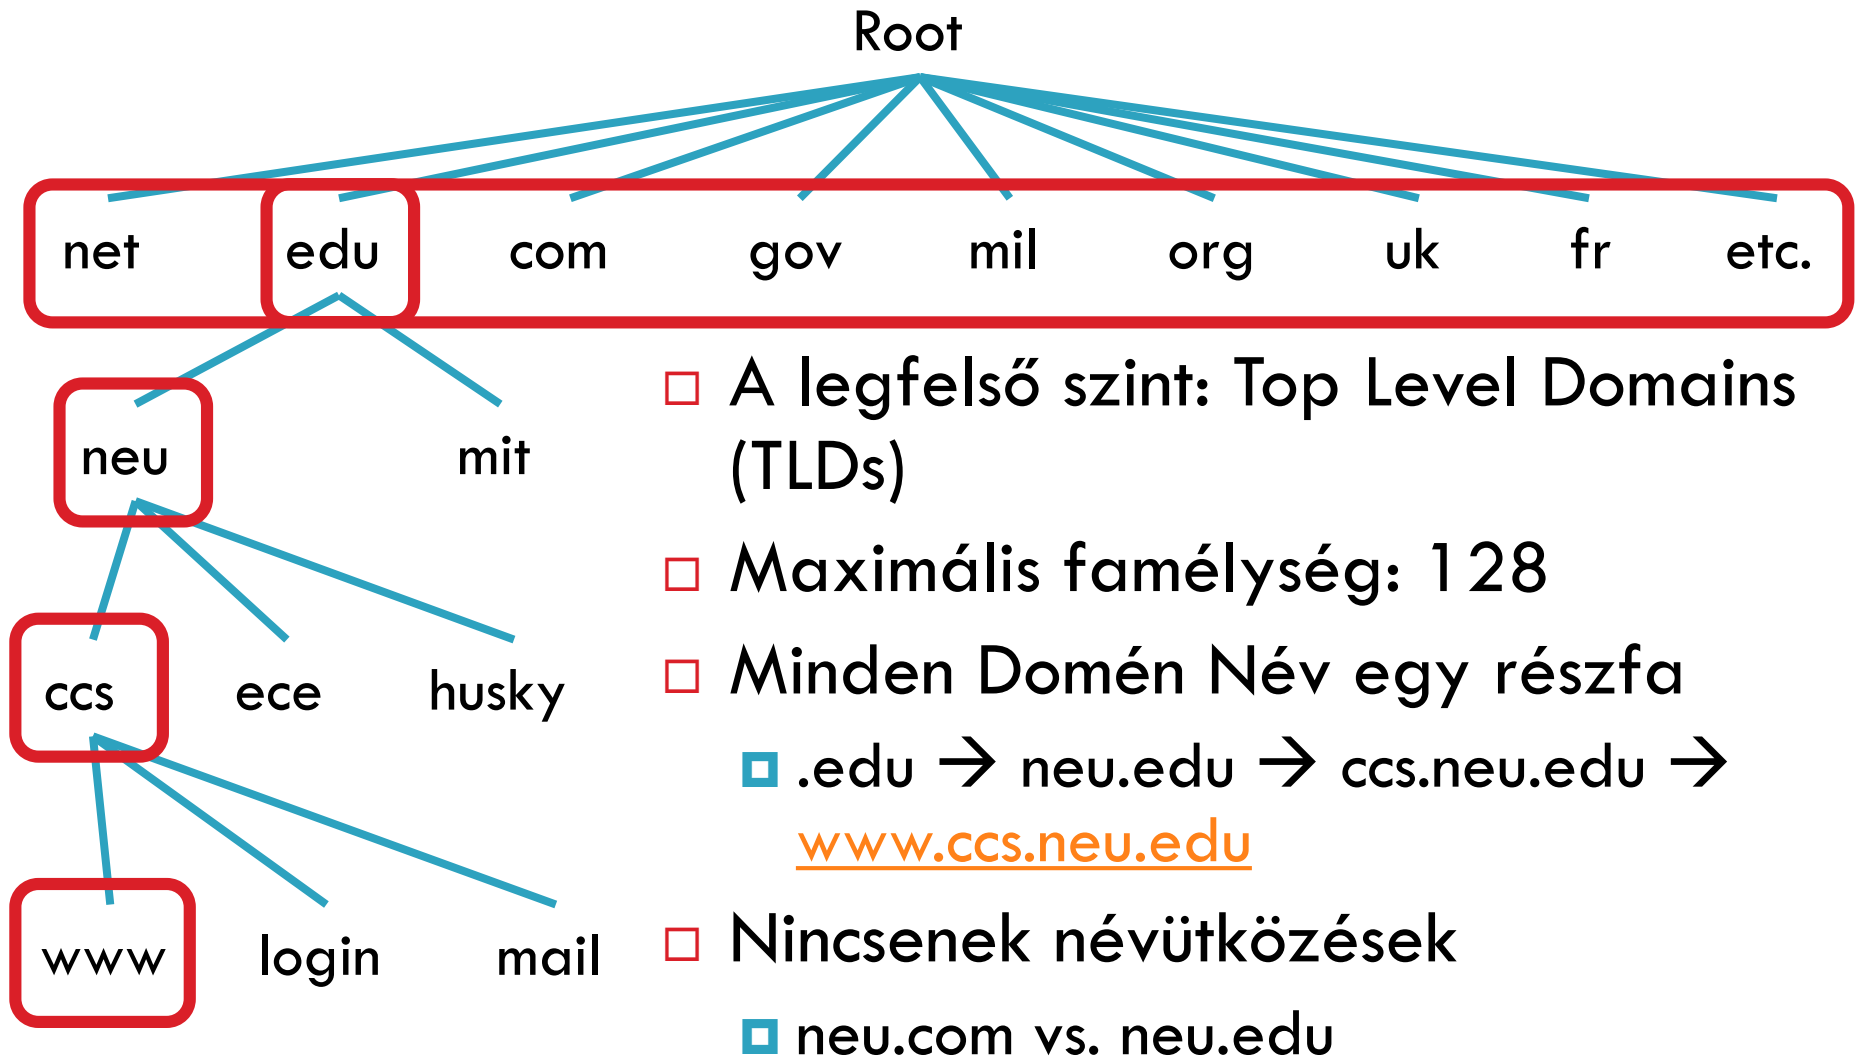 Root
net edu com gov mil org uk fr etc.
neu mit
ccs ece husky
www login mail
A legfelső szint: Top Level Domains
(TLDs)
Maximális famélység: 128
Minden Domén Név egy részfa
.edu → neu.edu → ccs.neu.edu →
www.ccs.neu.edu
Nincsenek névütközések
neu.com vs. neu.edu